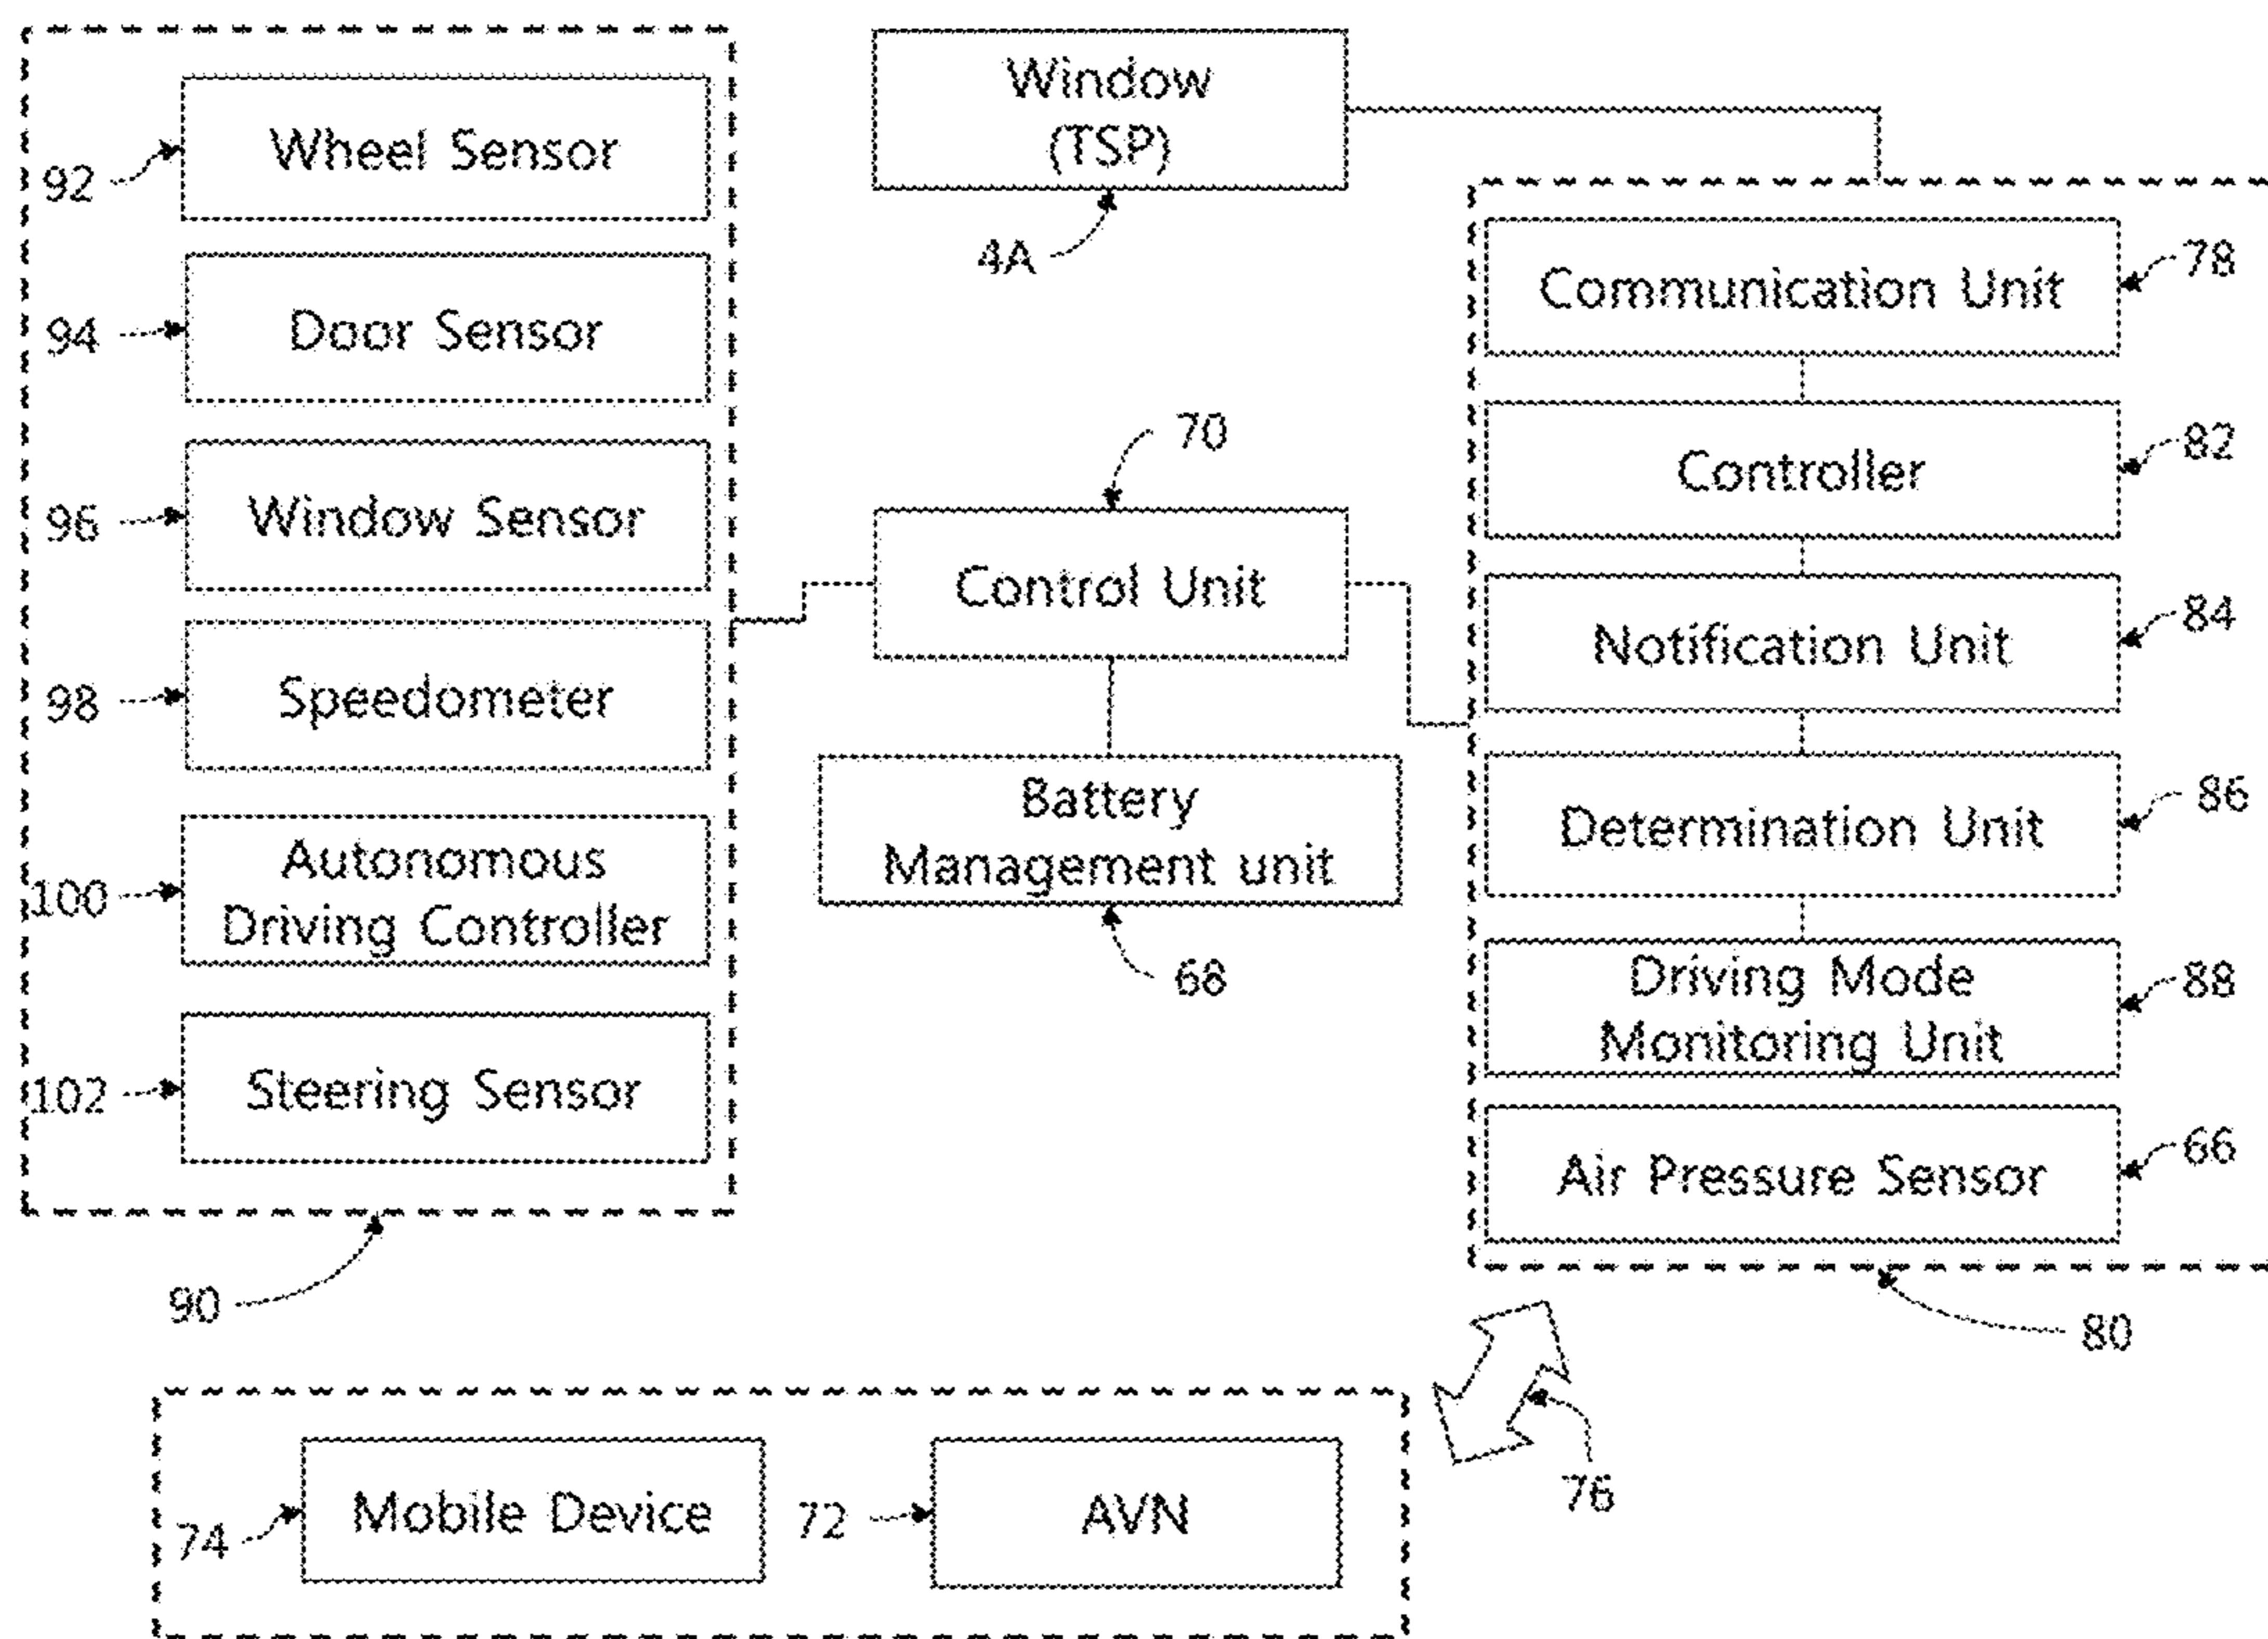 Wheel Sensor
92
Door Sensor
94
Window Sensor
96
Speedometer
98
Autonomous
Driving Controller
100
Steering Sensor
102
90
Window
(TSP)
4A
70
Control Unit
Battery
Management unit
68
Communication Unit
78
Controller
82
Notification Unit
84
Determination Unit
86
Driving Mode
Monitoring Unit
88
Air Pressure Sensor
66
80
76
Mobile Device
74
AVN
72